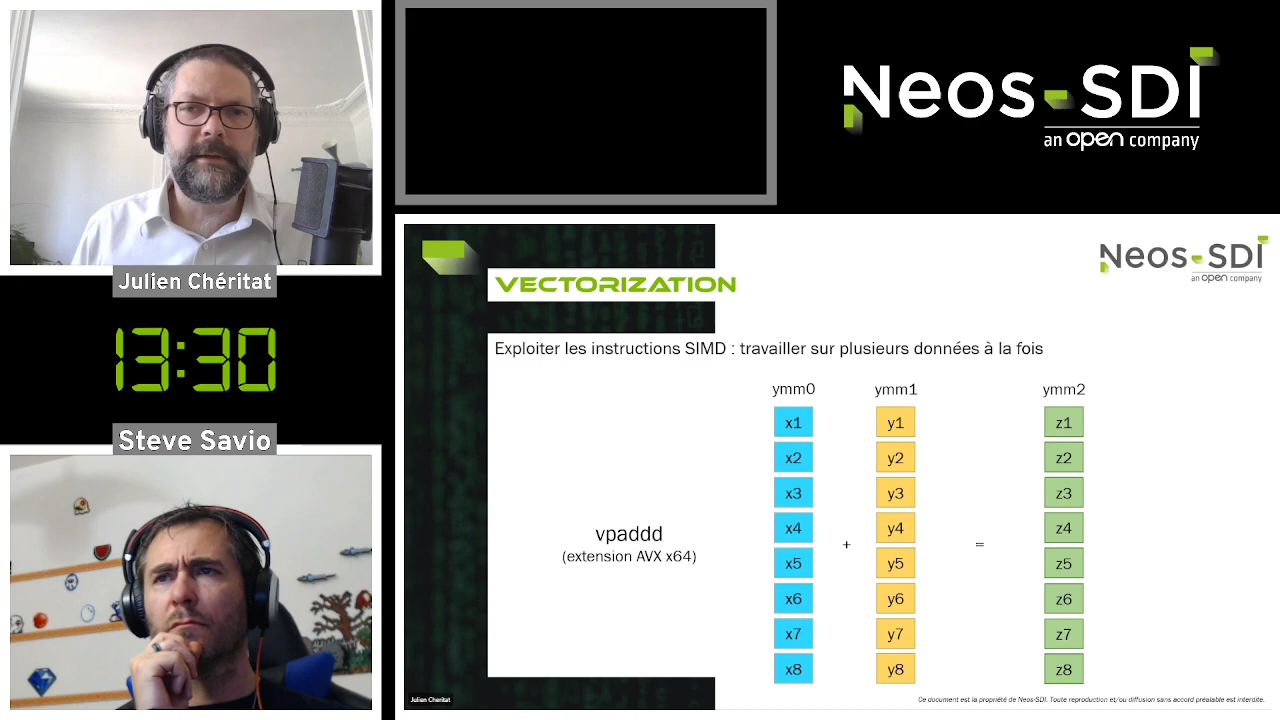 Neos-SDI
an open company
Julien Chéritat
13:30
Steve Savio
Neos-SDI
an open company
VECTORIZATION
Exploiter les instructions SIMD : travailler sur plusieurs données à la fois
ymm0 ymm1 ymm2
x1 y1 z1
x2 y2 z2
x3 y3 z3
x4 y4 z4
vpaddd
+ =
(extension AVX x64)
x5 y5 z5
x6 y6 z6
x7 y7 z7
x8 y8 z8
Julien Cheritat
Ce document est la propriété de Neos-SDI. Toute reproduction et/ou diffusion sans accord préalable est interdite.